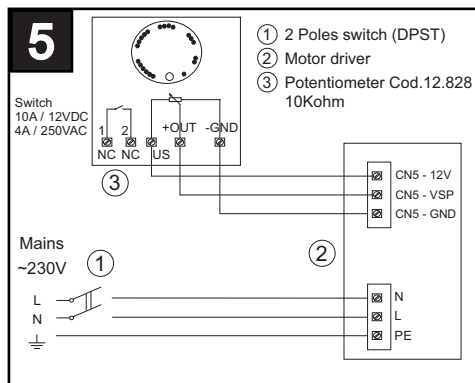 5
① 2 Poles switch (DPST)
② Motor driver
③ Potentiometer Cod.12.828
10Kohm
Switch
10A / 12VDC
4A / 250VAC
1 2 +OUT -GND
NC NC US
③
CN5 - 12V
CN5 - VSP
CN5 - GND
②
Mains
~230V
①
L
N
N
L
PE